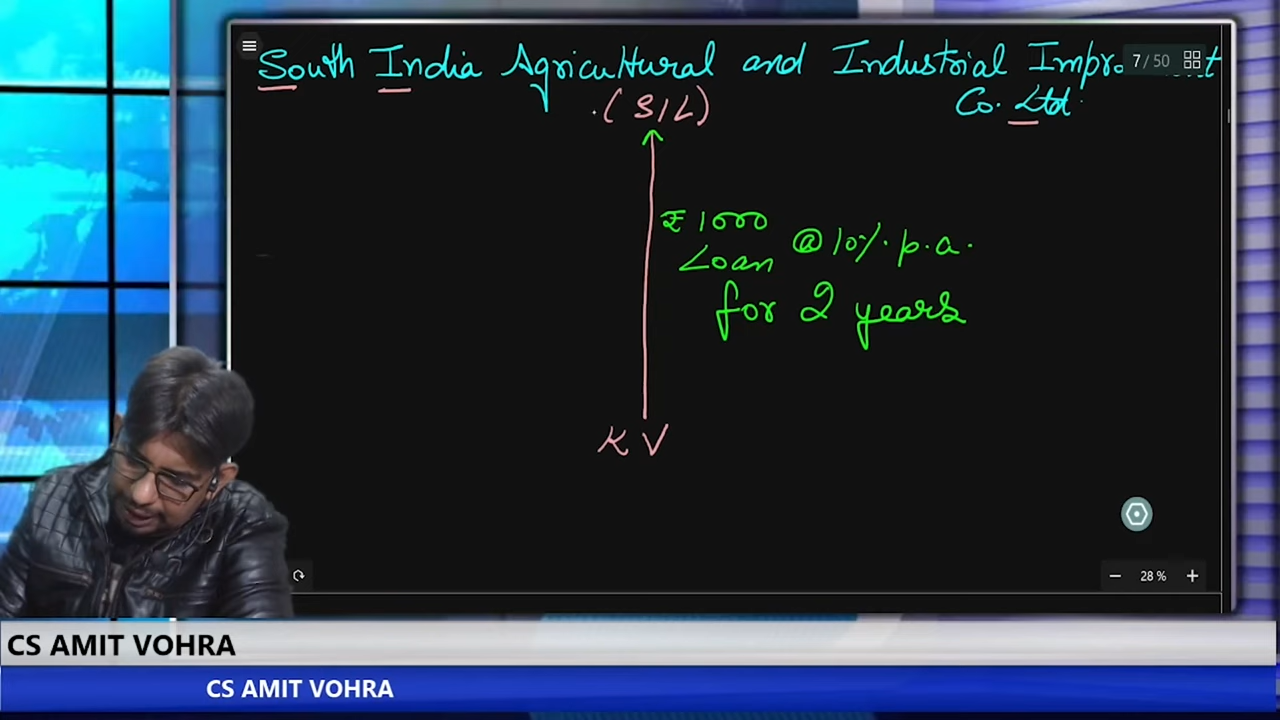 South India Agricultural and Industrial
7 / 50
Co. Ltd.
(SIL)
₹1000
Loan @ 10% p.a.
for 2 years
KV
28 %
CS AMIT VOHRA
CS AMIT VOHRA